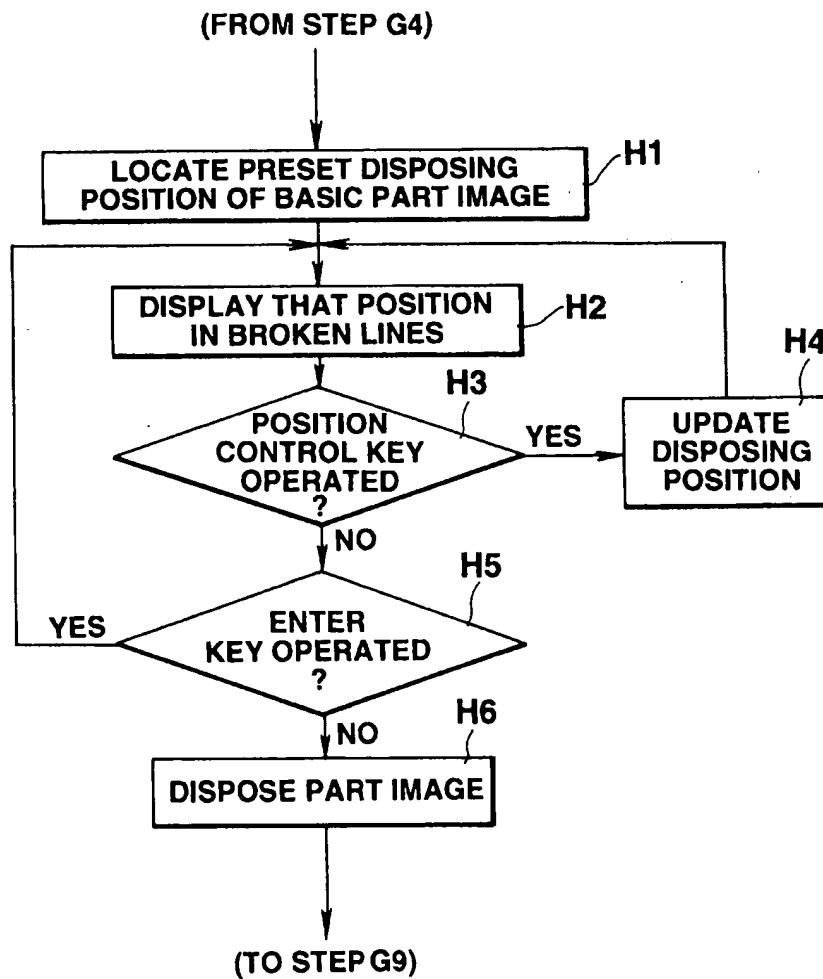 (FROM STEP G4)
LOCATE PRESET DISPOSING
POSITION OF BASIC PART IMAGE
H1
DISPLAY THAT POSITION
IN BROKEN LINES
H2
POSITION
CONTROL KEY
OPERATED
?
H3
YES
UPDATE
DISPOSING
POSITION
H4
NO
ENTER
KEY OPERATED
?
H5
YES
NO
DISPOSE PART IMAGE
H6
(TO STEP G9)